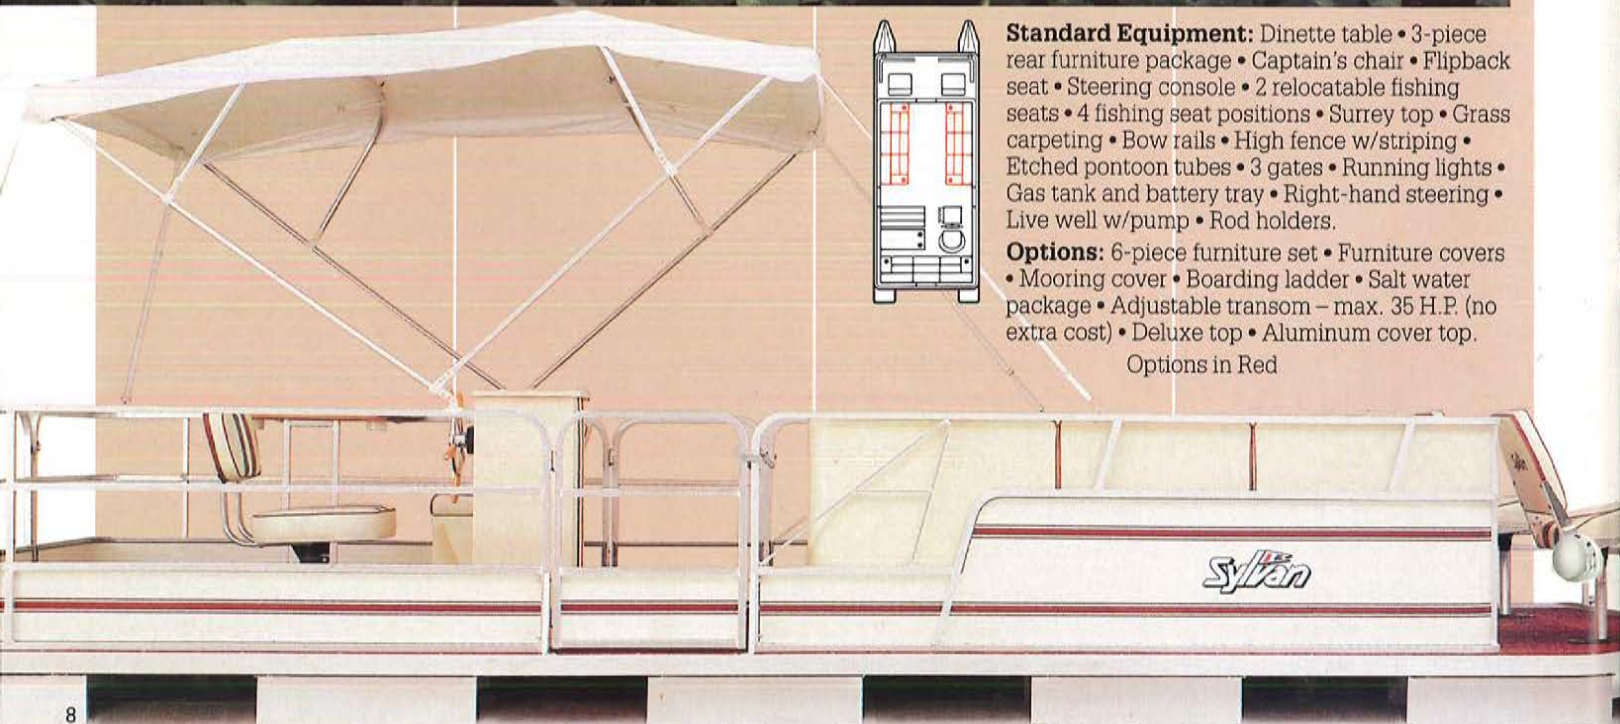 Standard Equipment: Dinette table • 3-piece
rear furniture package • Captain's chair • Flipback
seat • Steering console • 2 relocatable fishing
seats • 4 fishing seat positions • Surrey top • Grass
carpeting • Bow rails • High fence w/striping •
Etched pontoon tubes • 3 gates • Running lights •
Gas tank and battery tray • Right-hand steering •
Live well w/pump • Rod holders.
Options: 6-piece furniture set • Furniture covers
• Mooring cover • Boarding ladder • Salt water
package • Adjustable transom – max. 35 H.P. (no
extra cost) • Deluxe top • Aluminum cover top.
Options in Red
Sylvan
8